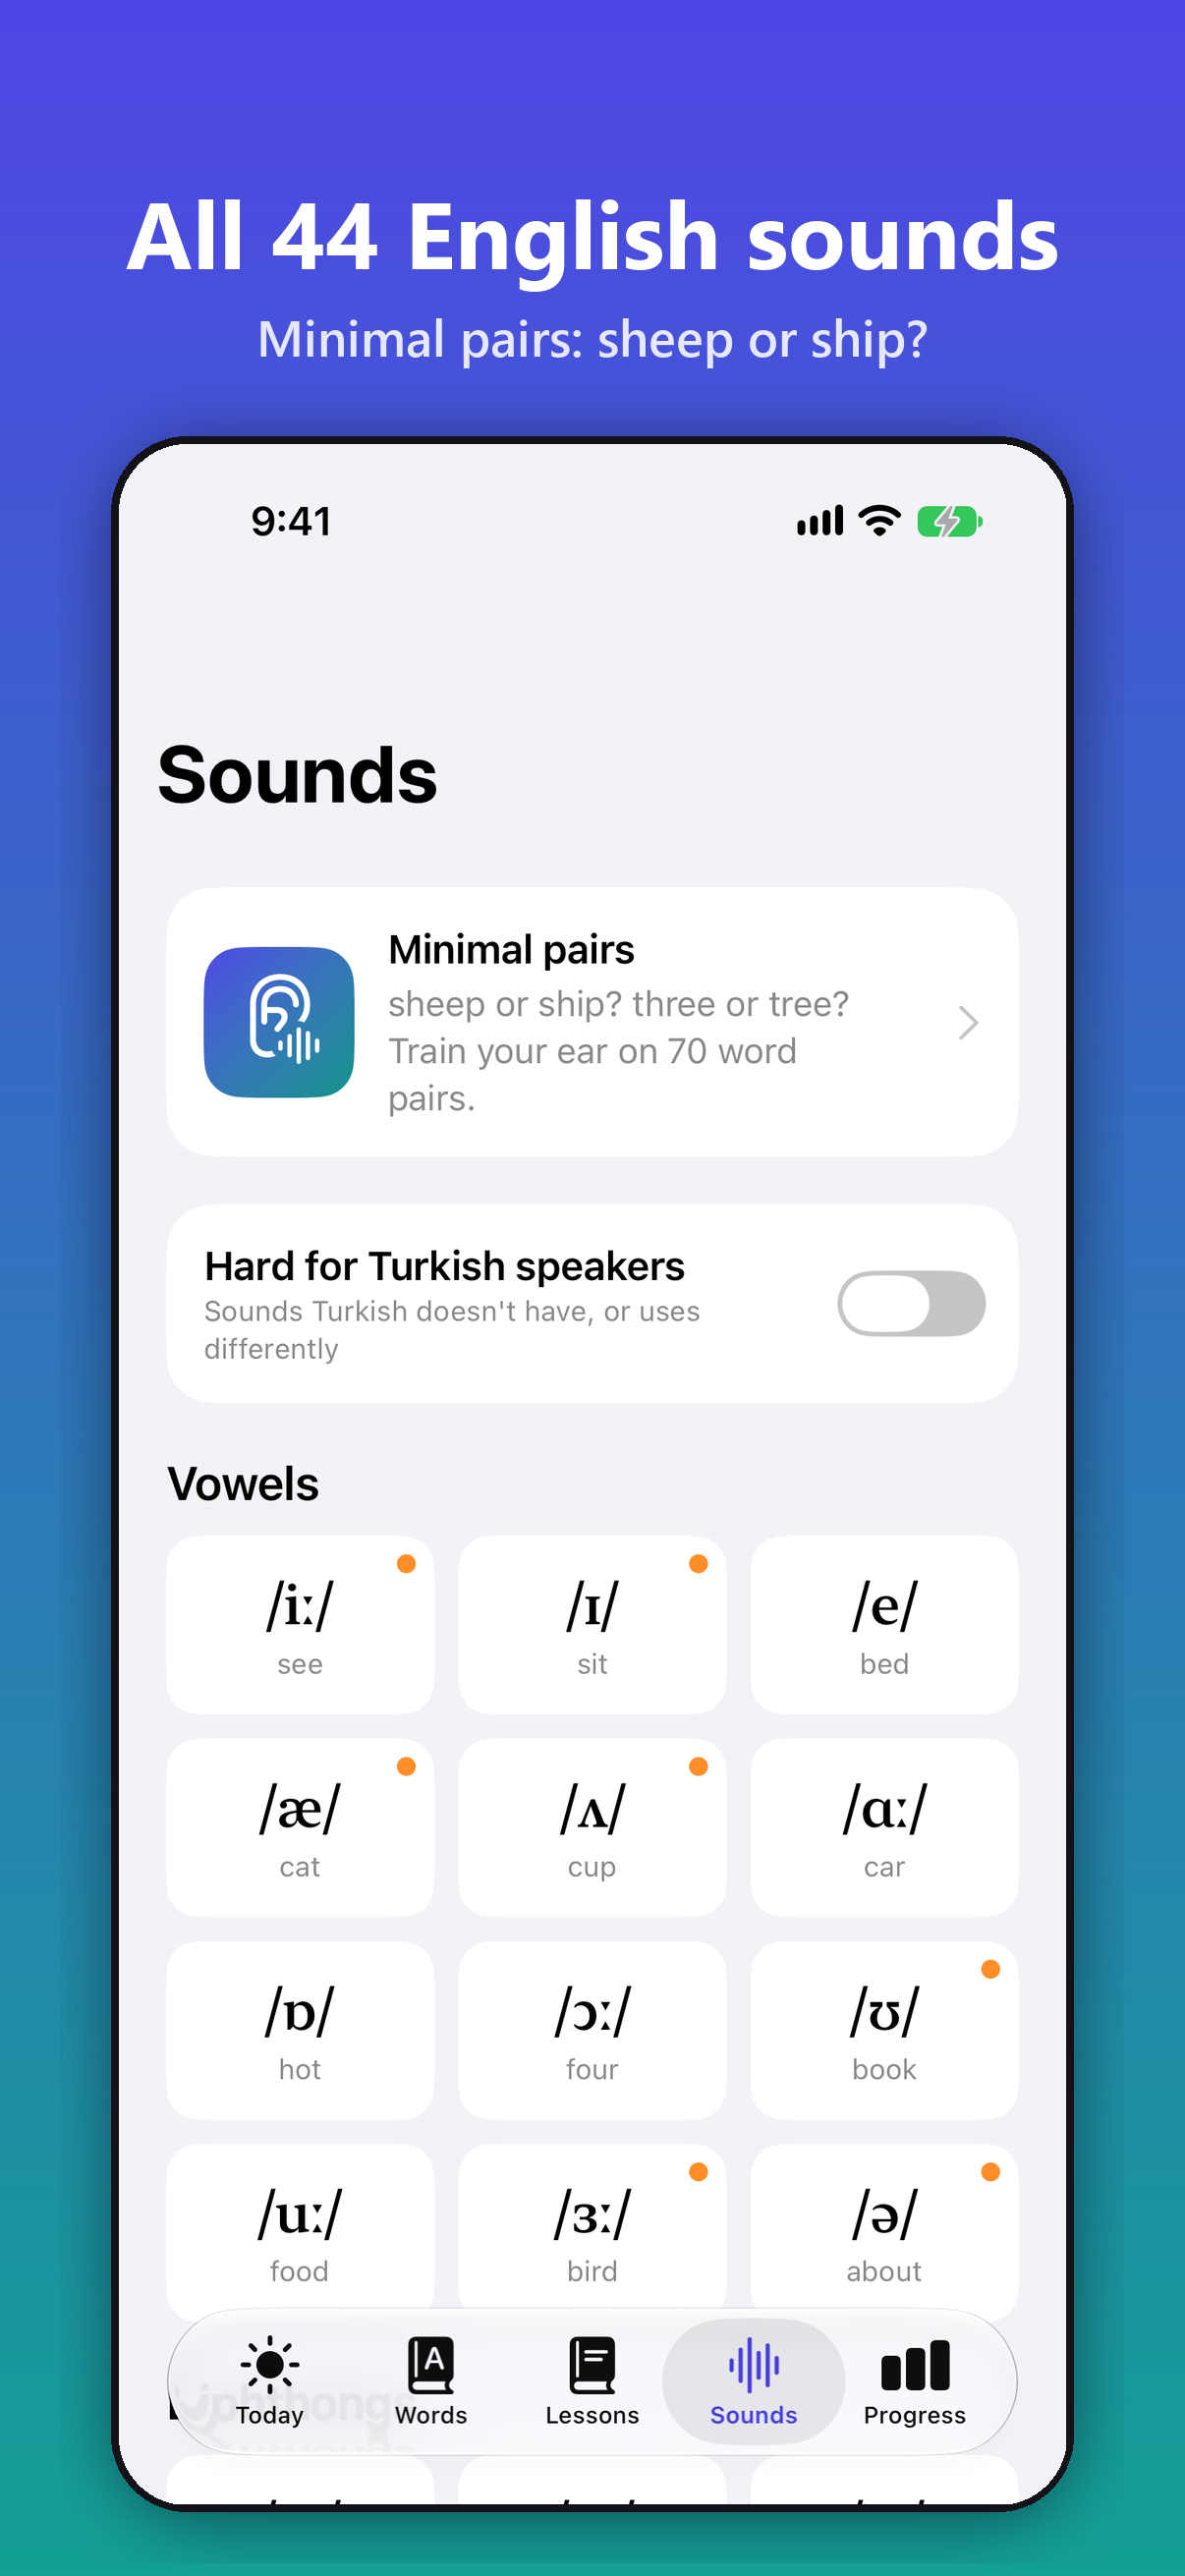 All 44 English sounds
Minimal pairs: sheep or ship?
9:41
Sounds
Minimal pairs
sheep or ship? three or tree?
Train your ear on 70 word
pairs.
Hard for Turkish speakers
Sounds Turkish doesn't have, or uses
differently
Vowels
/iː/ /ɪ/ /e/
see sit bed
/æ/ /ʌ/ /ɑː/
cat cup car
/ɒ/ /ɔː/ /ʊ/
hot four book
/uː/ /ɜː/ /ə/
food bird about
Today Words Lessons Sounds Progress